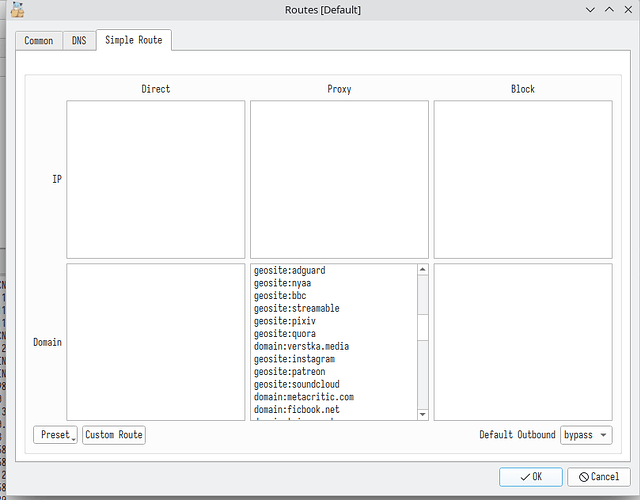 Routes [Default]
Common
DNS
Simple Route
Direct
Proxy
Block
IP
Domain
geosite:adguard
geosite:nyaa
geosite:bbc
geosite:streamable
geosite:pixiv
geosite:quora
domain:verstka.media
geosite:instagram
geosite:patreon
geosite:soundcloud
domain:metacritic.com
domain:ficbook.net
Preset
Custom Route
Default Outbound
bypass
OK
Cancel